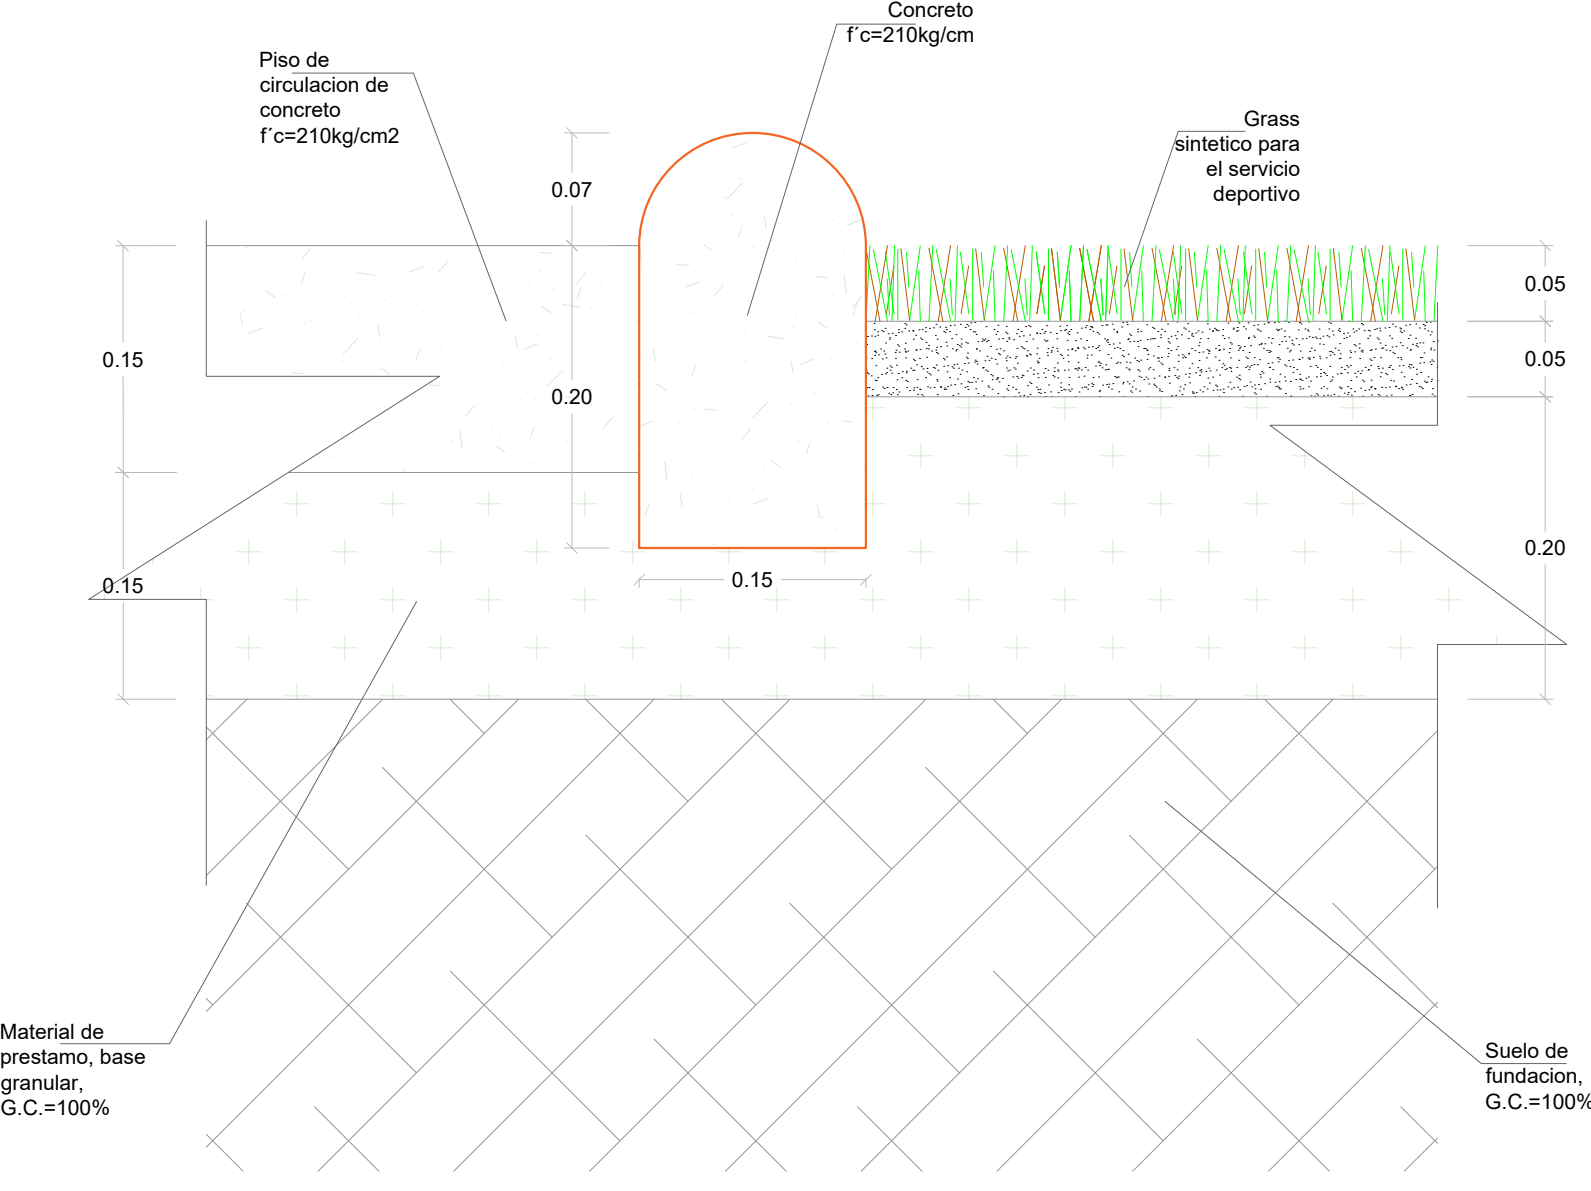 Concreto
f´c=210kg/cm
Piso de
circulacion de
concreto
f´c=210kg/cm2
Grass
sintetico para
el servicio
deportivo
0.07
0.05
0.15
0.05
0.20
0.20
0.15
0.15
Material de
prestamo, base
granular,
G.C.=100%
Suelo de
fundacion,
G.C.=100%